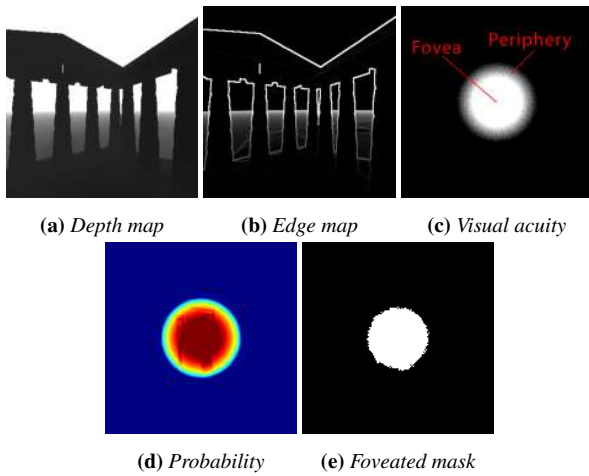 Fovea
Periphery
(a) Depth map
(b) Edge map
(c) Visual acuity
(d) Probability
(e) Foveated mask